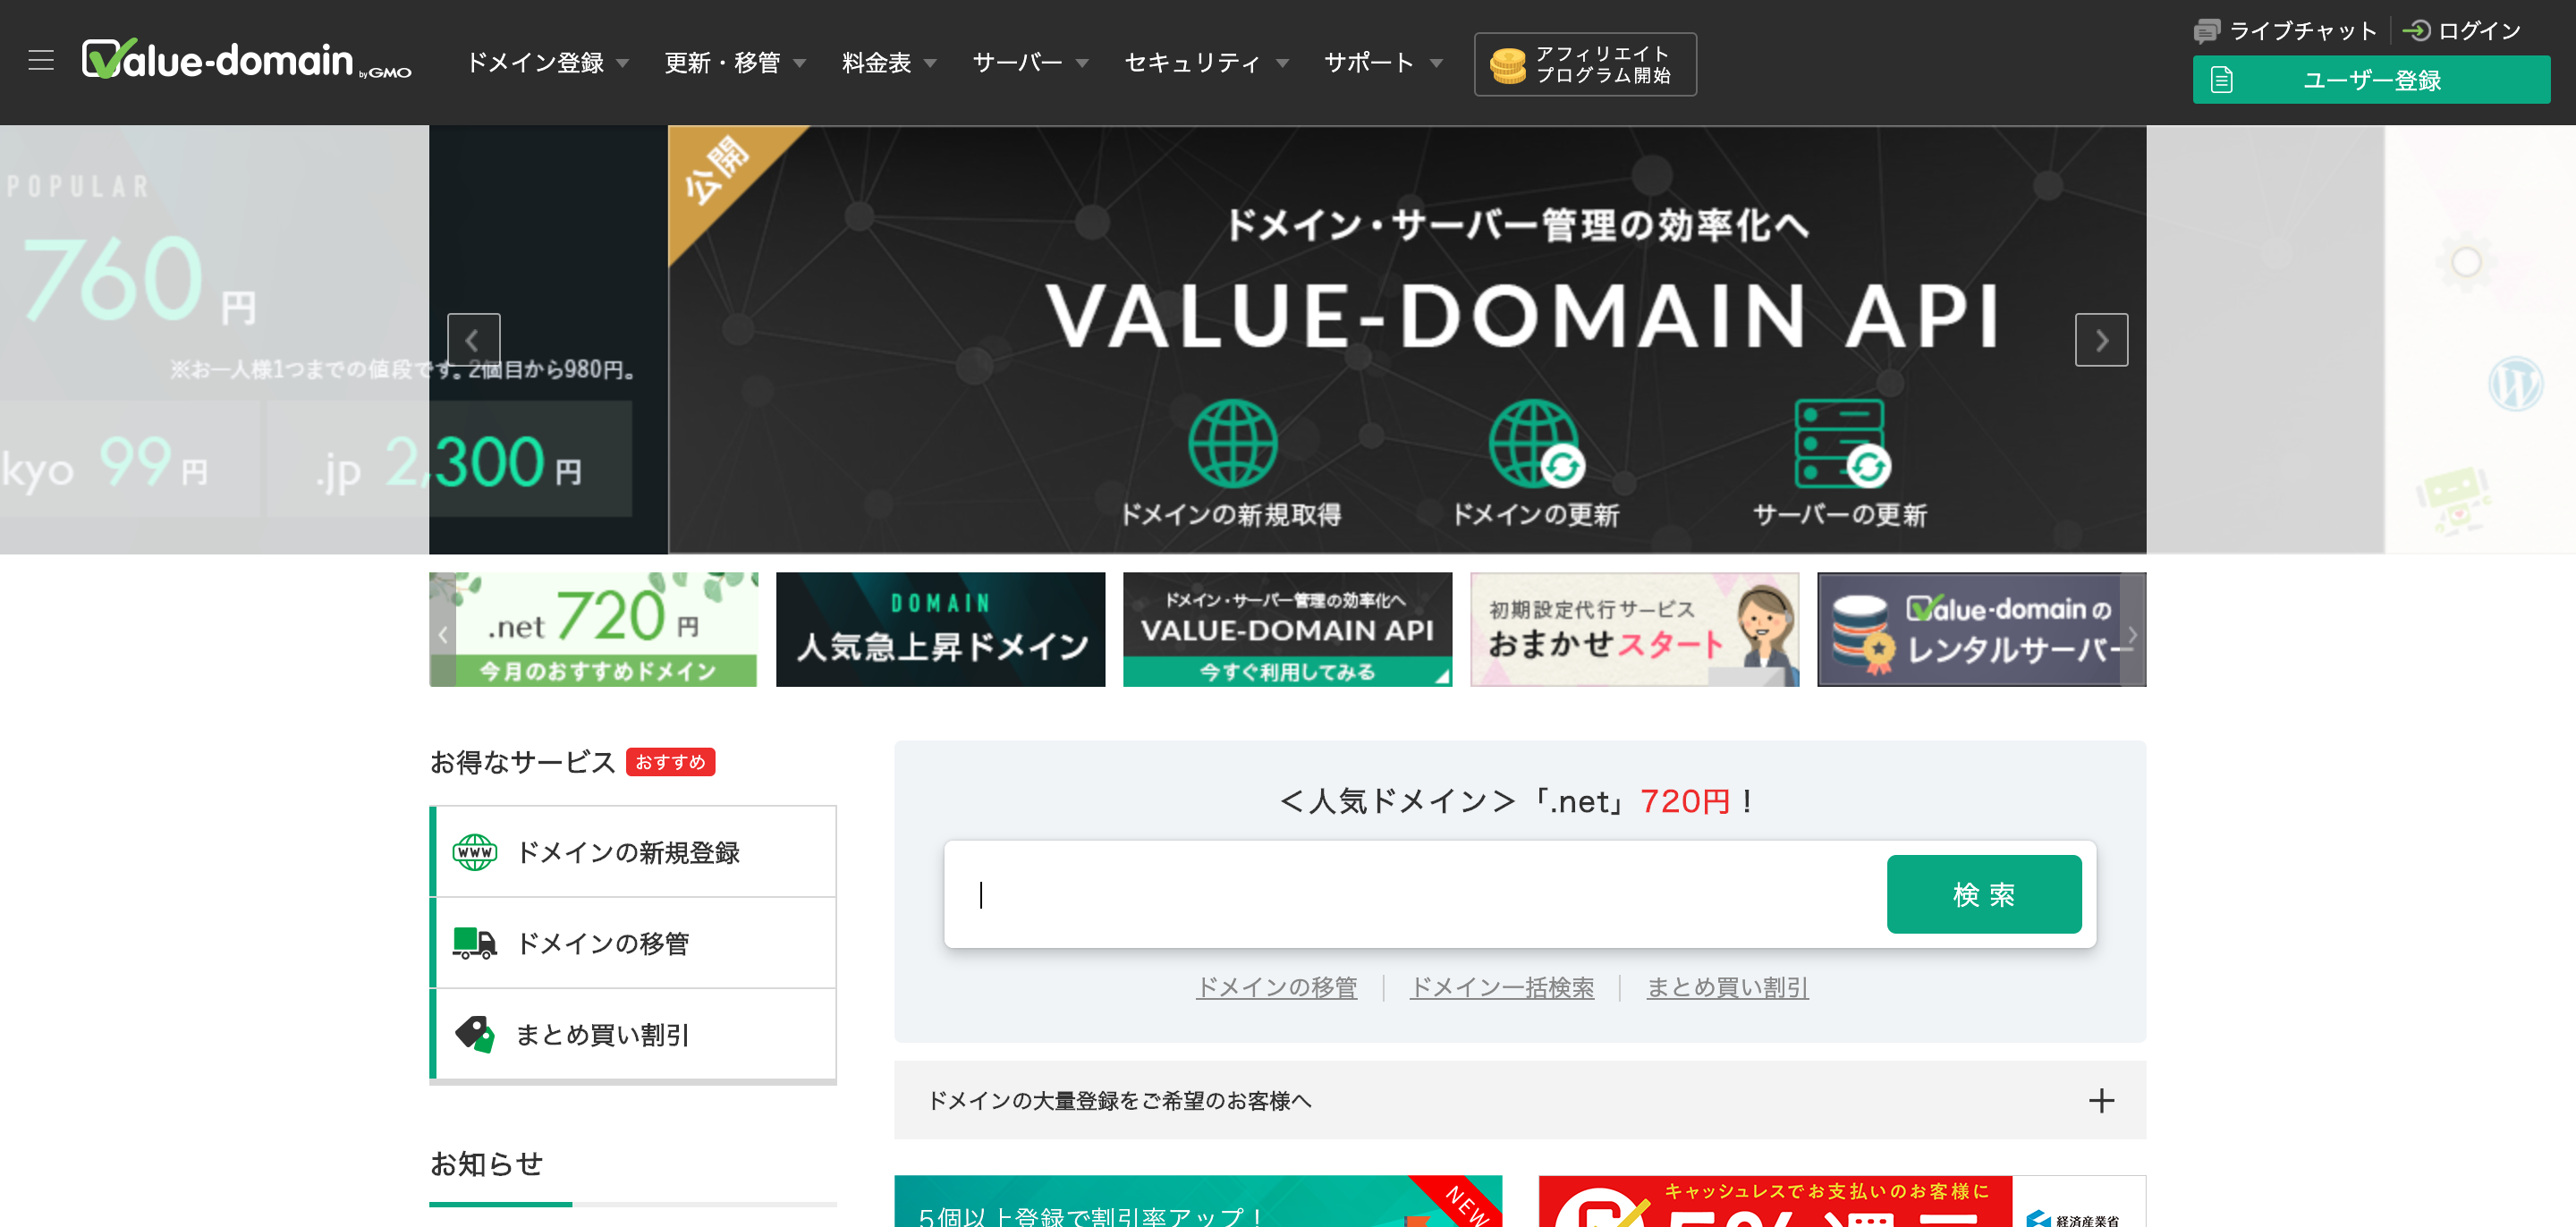 Value-domain by GMO
ドメイン登録
更新・移管
料金表
サーバー
セキュリティ
サポート
アフィリエイト
プログラム開始
ライブチャット
ログイン
ユーザー登録
POPULAR
760円
※お一人様1つまでの値段です。2個目から980円。
kyo 99円
.jp 2,300円
公開
ドメイン・サーバー管理の効率化へ
VALUE-DOMAIN API
ドメインの新規取得
ドメインの更新
サーバーの更新
.net 720円
今月のおすすめドメイン
DOMAIN
人気急上昇ドメイン
ドメイン・サーバー管理の効率化へ
VALUE-DOMAIN API
今すぐ利用してみる
初期設定代行サービス
おまかせスタート
Value-domainの
レンタルサーバー
お得なサービス おすすめ
WWW ドメインの新規登録
ドメインの移管
まとめ買い割引
お知らせ
＜人気ドメイン＞「.net」720円！
検索
ドメインの移管
ドメイン一括検索
まとめ買い割引
ドメインの大量登録をご希望のお客様へ
5個以上登録で割引率アップ！
NEW
キャッシュレスでお支払いのお客様に
経済産業省